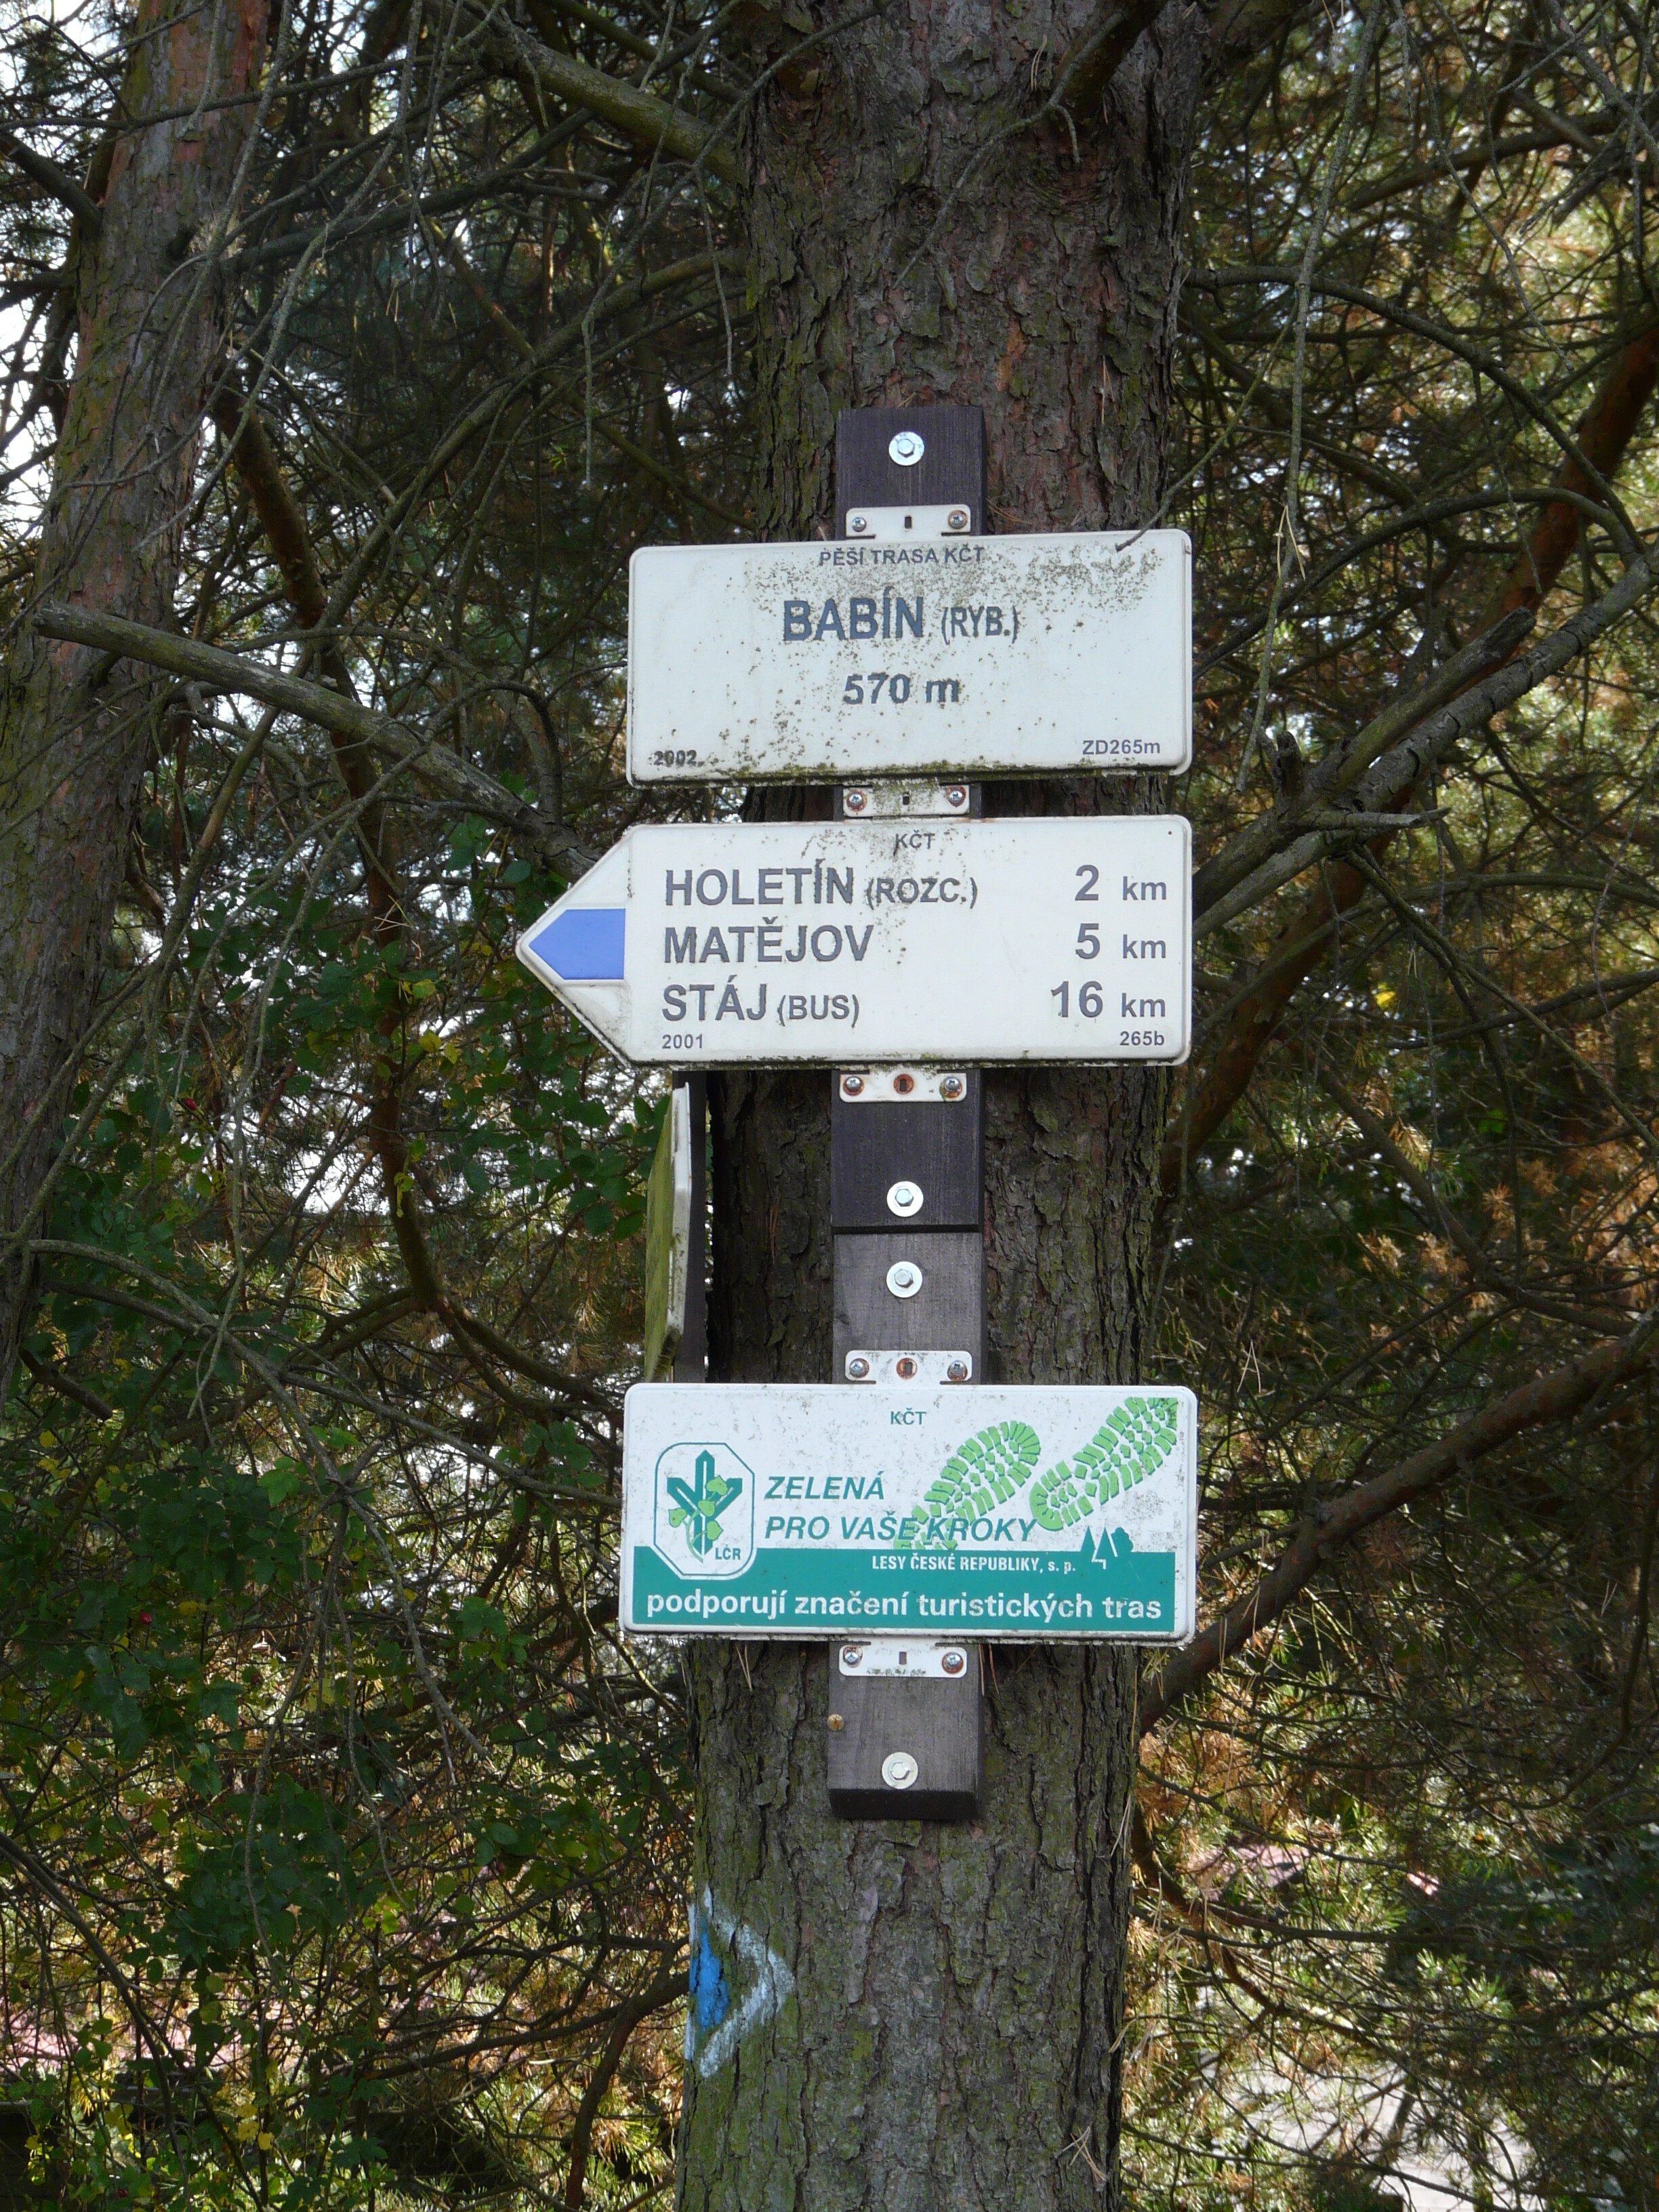 PĚŠÍ TRASA KČT
BABÍN (RYB.)
570 m
2002 ZD265m
KČT
HOLETÍN (ROZC.) 2 km
MATĚJOV 5 km
STÁJ (BUS) 16 km
2001 265b
KČT
ZELENÁ
PRO VAŠE KROKY
LČR
LESY ČESKÉ REPUBLIKY, s. p.
podporují značení turistických tras